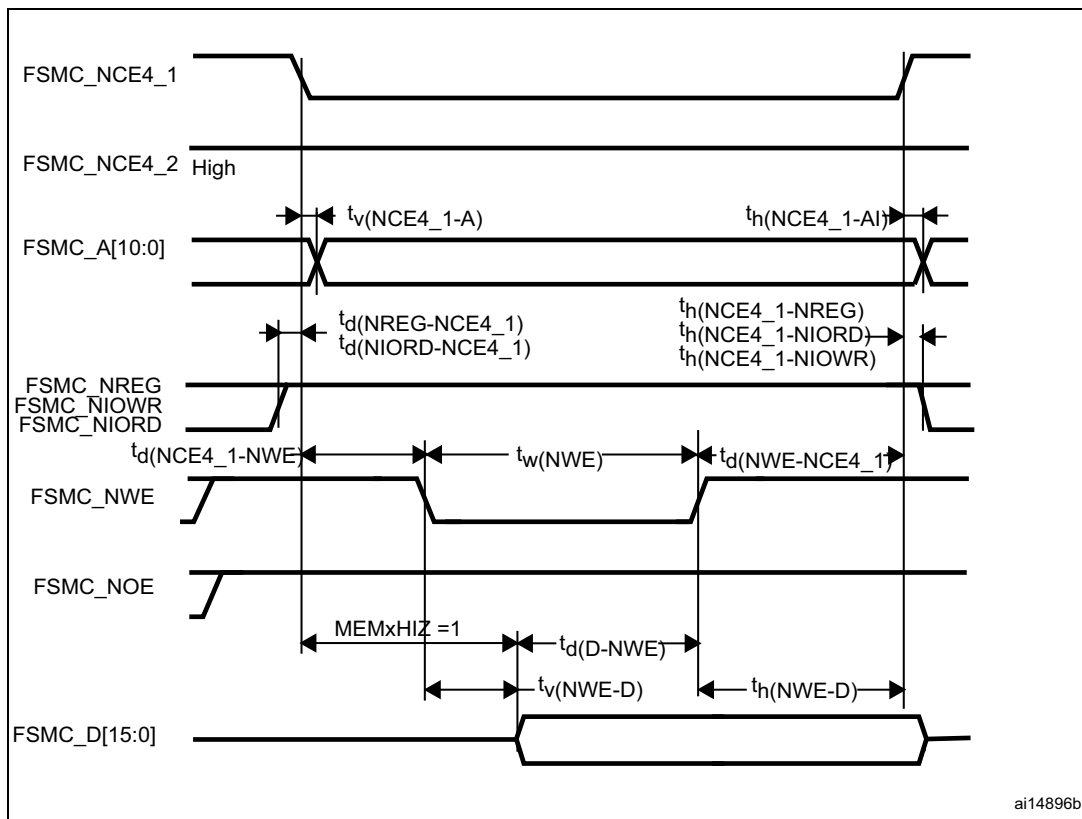 FSMC_NCE4_1
FSMC_NCE4_2 High
tv(NCE4_1-A)
th(NCE4_1-AI)
FSMC_A[10:0]
td(NREG-NCE4_1)
td(NIORD-NCE4_1)
th(NCE4_1-NREG)
th(NCE4_1-NIORD)
th(NCE4_1-NIOWR)
FSMC_NREG
FSMC_NIOWR
FSMC_NIORD
td(NCE4_1-NWE)
tw(NWE)
td(NWE-NCE4_1)
FSMC_NWE
FSMC_NOE
MEMxHIZ =1
td(D-NWE)
tv(NWE-D)
th(NWE-D)
FSMC_D[15:0]
ai14896b